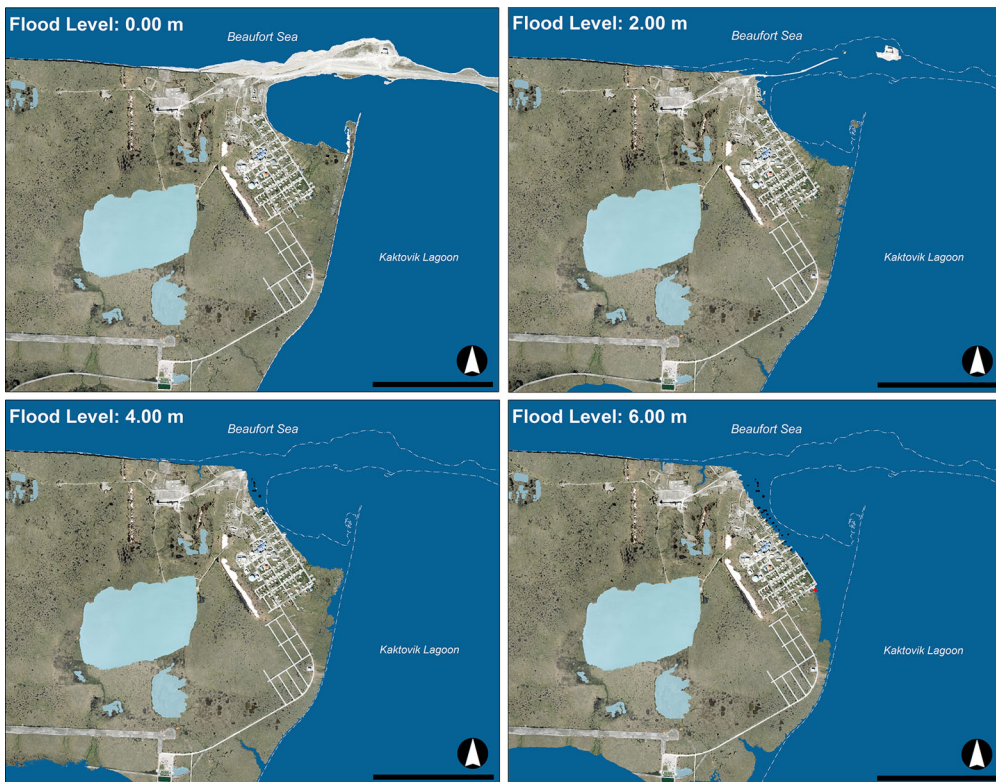 Flood Level: 0.00 m
Beaufort Sea
Kaktovik Lagoon
Flood Level: 2.00 m
Beaufort Sea
Kaktovik Lagoon
Flood Level: 4.00 m
Beaufort Sea
Kaktovik Lagoon
Flood Level: 6.00 m
Beaufort Sea
Kaktovik Lagoon